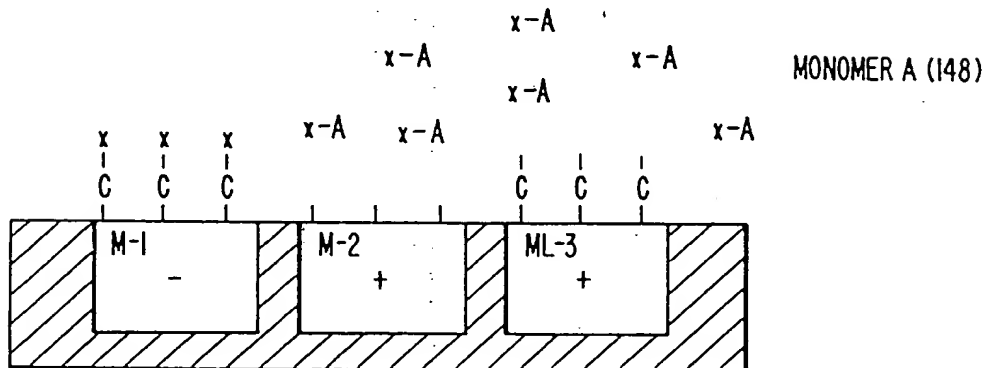 x-A
x-A x-A MONOMER A (148)
x-A
x x x x-A x-A x-A
C C C C C C
M-1 M-2 ML-3
- + +